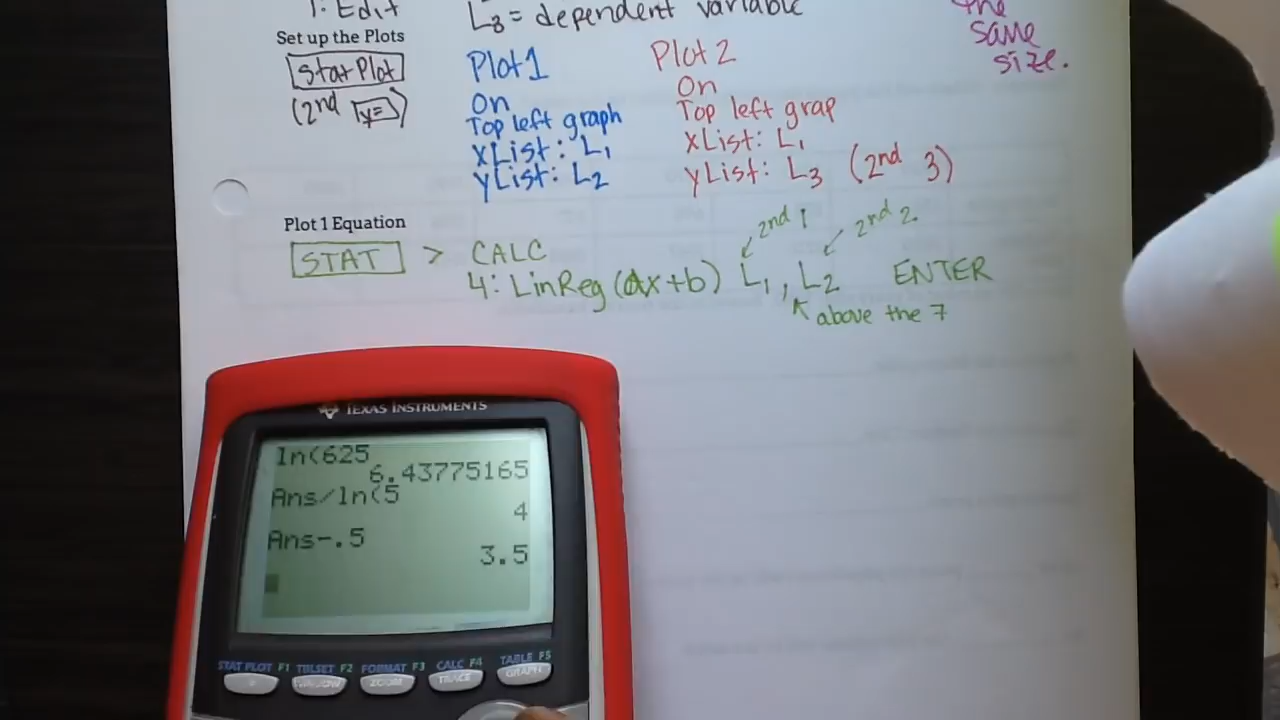 1: Edit
L3 = dependent variable
the
same
size.
Set up the Plots
Stat Plot
(2nd y=)
Plot 1
On
Top left graph
xList: L1
yList: L2
Plot 2
On
Top left grap
xList: L1
yList: L3 (2nd 3)
Plot 1 Equation
2nd 1
2nd 2
STAT > CALC
4: LinReg (ax+b) L1, L2 ENTER
above the 7
TEXAS INSTRUMENTS
ln(625
6.43775165
Ans/ln(5
4
Ans-.5
3.5
STAT PLOT F1 TBLSET F2 FORMAT F3 CALC F4 TABLE F5
WINDOW ZOOM TRACE GRAPH